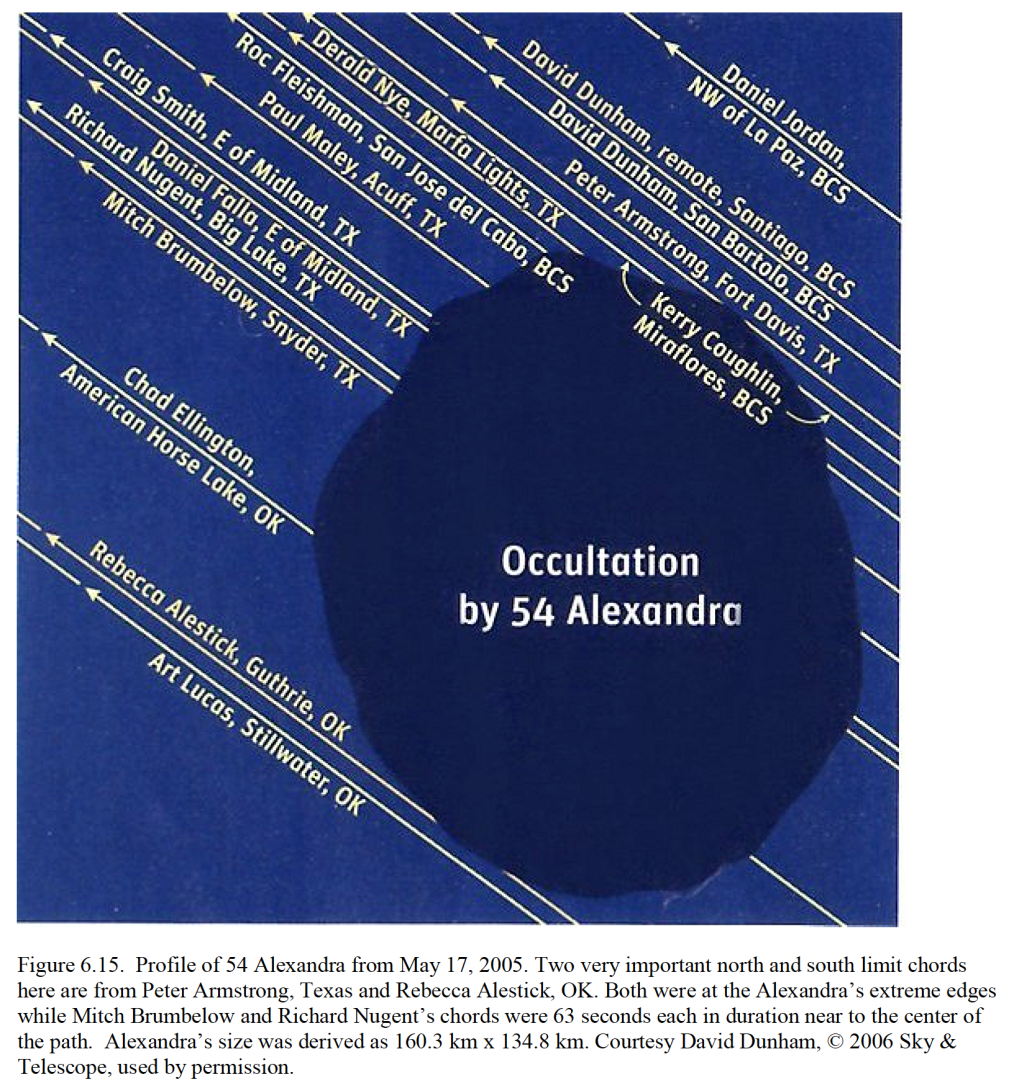 Daniel Jordan,
NW of La Paz, BCS
David Dunham, remote, Santiago, BCS
David Dunham, San Bartolo, BCS
Peter Armstrong, Fort Davis, TX
Kerry Coughlin,
Miraflores, BCS
Derald Nye, Marfa Lights, TX
Roc Fleishman, San Jose del Cabo, BCS
Paul Maley, Acuff, TX
Craig Smith, E of Midland, TX
Daniel Falla, E of Midland, TX
Richard Nugent, Big Lake, TX
Mitch Brumbelow, Snyder, TX
Chad Ellington,
American Horse Lake, OK
Rebecca Alestick, Guthrie, OK
Art Lucas, Stillwater, OK
Occultation
by 54 Alexandra
Figure 6.15.  Profile of 54 Alexandra from May 17, 2005. Two very important north and south limit chords
here are from Peter Armstrong, Texas and Rebecca Alestick, OK. Both were at the Alexandra's extreme edges
while Mitch Brumbelow and Richard Nugent's chords were 63 seconds each in duration near to the center of
the path.  Alexandra's size was derived as 160.3 km x 134.8 km. Courtesy David Dunham, © 2006 Sky &
Telescope, used by permission.